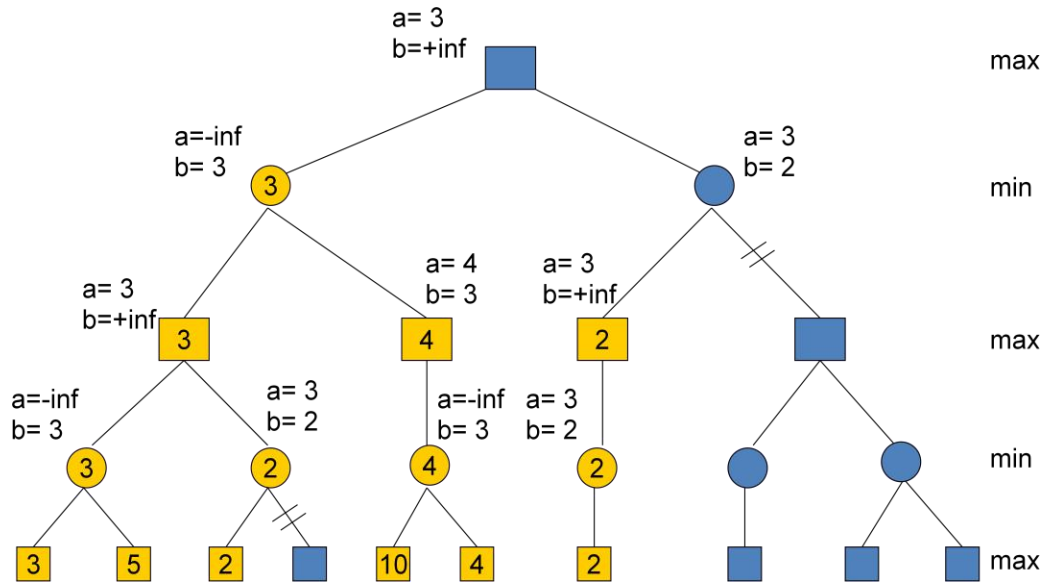 a= 3
b=+inf
max
a=-inf
b= 3
3
a= 3
b= 2
min
a= 3
b=+inf
3
a= 4
b= 3
4
a= 3
b=+inf
2
max
a=-inf
b= 3
3
a= 3
b= 2
2
a=-inf
b= 3
4
a= 3
b= 2
2
min
3
5
2
10
4
2
max